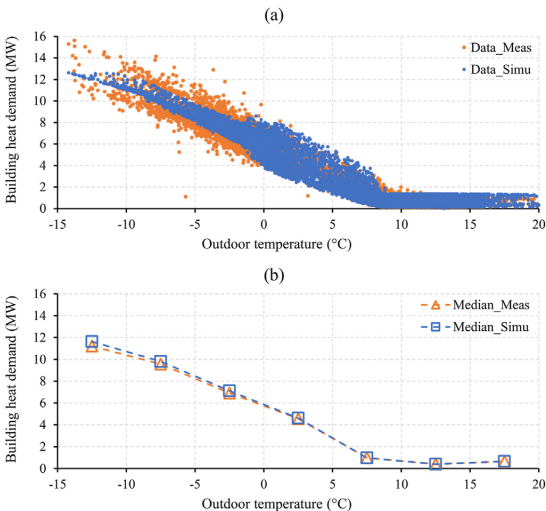 (a)
Building heat demand (MW)
16
14
12
10
8
6
4
2
0
Data_Meas
Data_Simu
-15 -10 -5 0 5 10 15 20
Outdoor temperature (°C)
(b)
Building heat demand (MW)
16
14
12
10
8
6
4
2
0
Median_Meas
Median_Simu
-15 -10 -5 0 5 10 15 20
Outdoor temperature (°C)